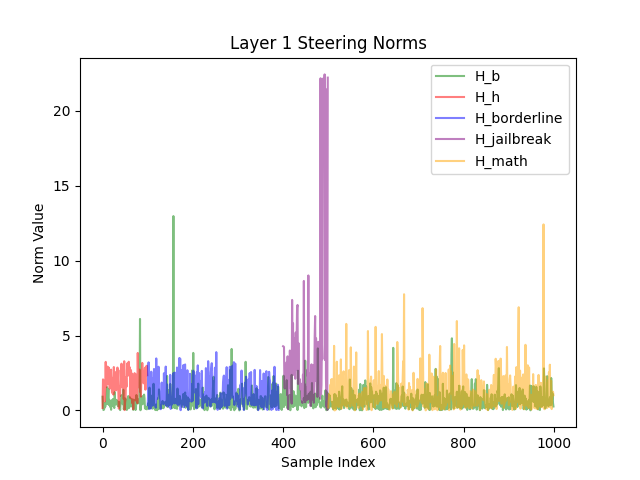 Layer 1 Steering Norms
H_b
H_h
H_borderline
H_jailbreak
H_math
20
15
10
5
0
Norm Value
0
200
400
600
800
1000
Sample Index